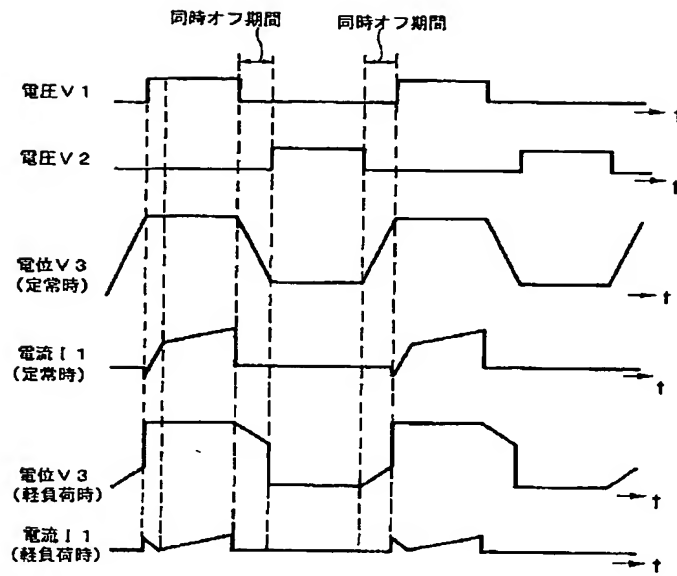 同時オフ期間 同時オフ期間
電圧V1
t
電圧V2
t
電位V3
(定常時)
t
電流I1
(定常時)
t
電位V3
(軽負荷時)
t
電流I1
(軽負荷時)
t